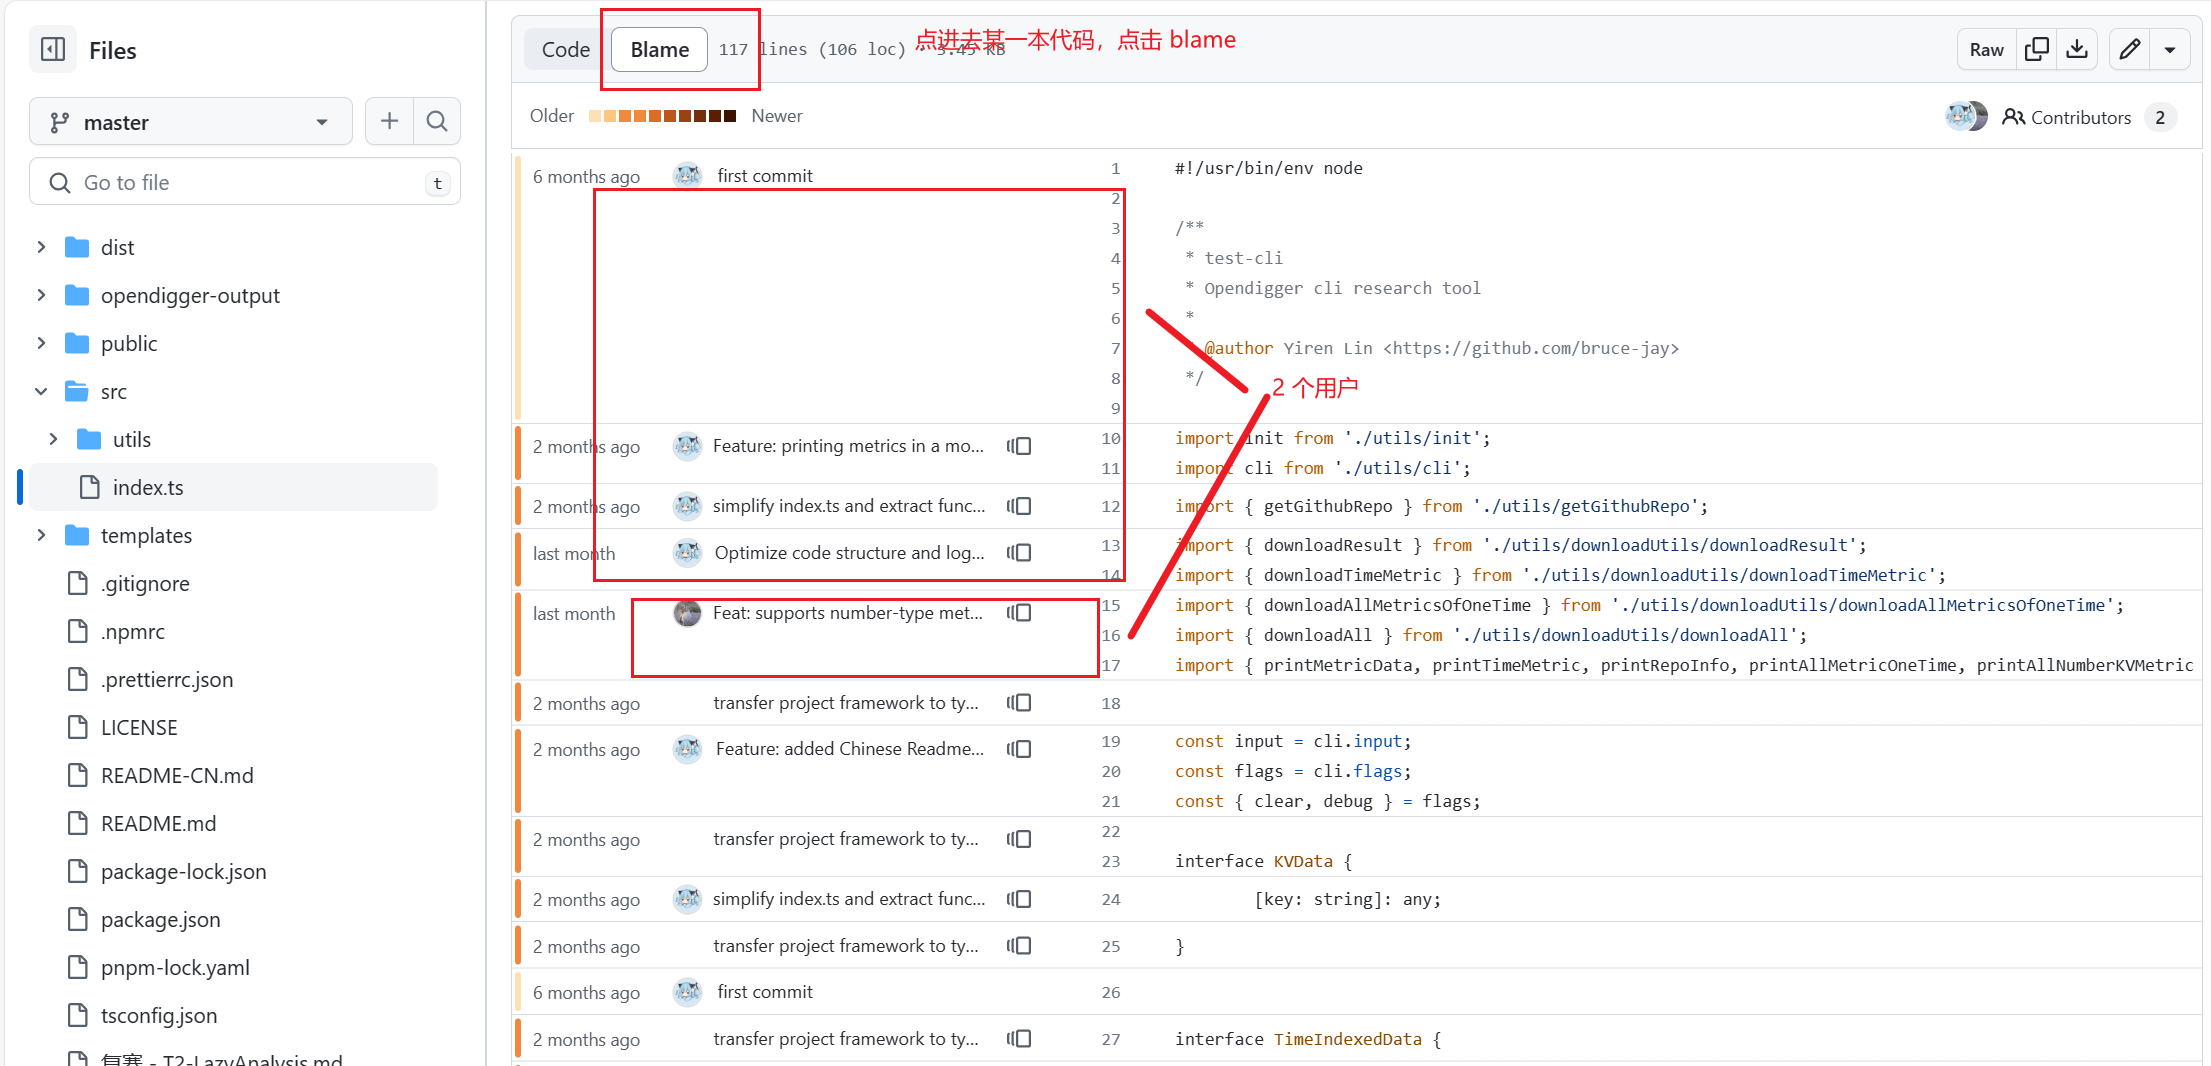 Files
master
Go to file
t
dist
opendigger-output
public
src
utils
index.ts
templates
.gitignore
.npmrc
.prettierrc.json
LICENSE
README-CN.md
README.md
package-lock.json
package.json
pnpm-lock.yaml
tsconfig.json
复赛 - T2-LazyAnalysis.md
Code Blame 117 lines (106 loc) · 3.45 KB
点进去某一本代码，点击 blame
Raw
Older Newer
Contributors 2
6 months ago first commit 1 #!/usr/bin/env node
2
3 /**
4 * test-cli
5 * Opendigger cli research tool
6 *
7 @author Yiren Lin <https://github.com/bruce-jay>
8 */
2 个用户
9
2 months ago Feature: printing metrics in a mo... 10 import init from './utils/init';
11 import cli from './utils/cli';
2 months ago simplify index.ts and extract func... 12 import { getGithubRepo } from './utils/getGithubRepo';
last month Optimize code structure and log... 13 import { downloadResult } from './utils/downloadUtils/downloadResult';
14 import { downloadTimeMetric } from './utils/downloadUtils/downloadTimeMetric';
last month Feat: supports number-type met... 15 import { downloadAllMetricsOfOneTime } from './utils/downloadUtils/downloadAllMetricsOfOneTime';
16 import { downloadAll } from './utils/downloadUtils/downloadAll';
17 import { printMetricData, printTimeMetric, printRepoInfo, printAllMetricOneTime, printAllNumberKVMetric
2 months ago transfer project framework to ty... 18
2 months ago Feature: added Chinese Readme... 19 const input = cli.input;
20 const flags = cli.flags;
21 const { clear, debug } = flags;
2 months ago transfer project framework to ty... 22
23 interface KVData {
2 months ago simplify index.ts and extract func... 24 [key: string]: any;
2 months ago transfer project framework to ty... 25 }
6 months ago first commit 26
2 months ago transfer project framework to ty... 27 interface TimeIndexedData {